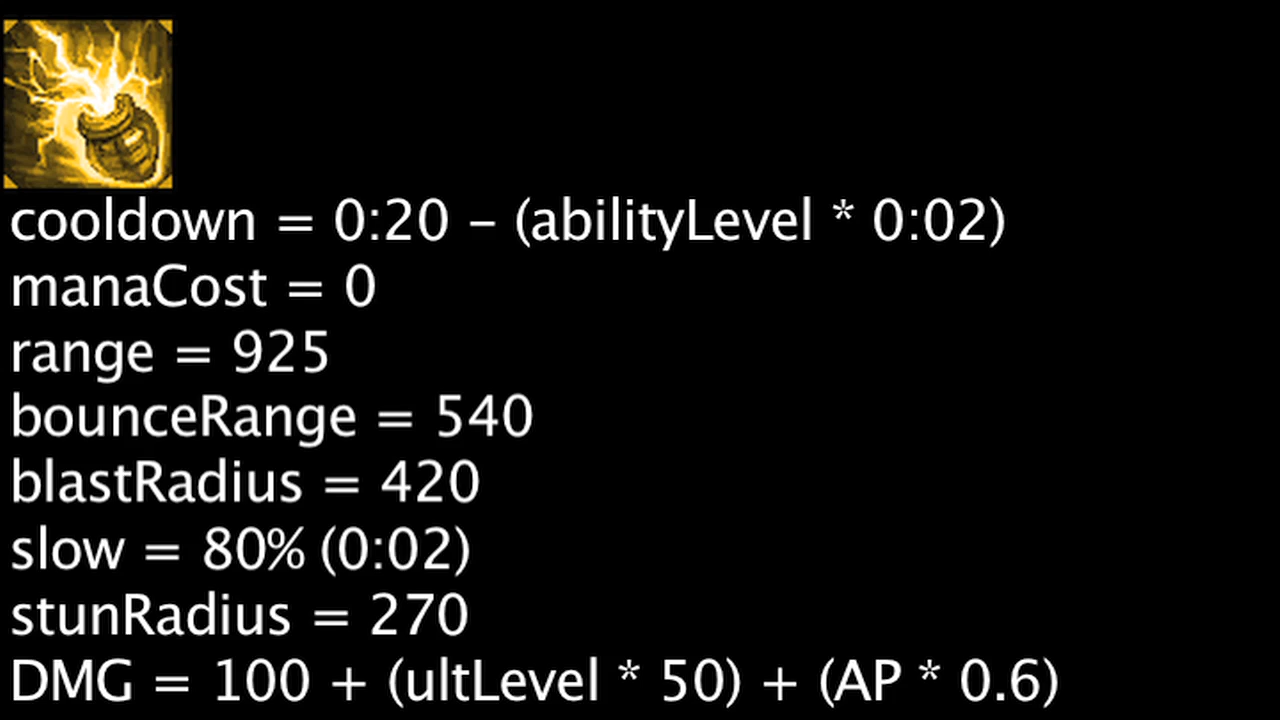 cooldown = 0:20 – (abilityLevel * 0:02)
manaCost = 0
range = 925
bounceRange = 540
blastRadius = 420
slow = 80% (0:02)
stunRadius = 270
DMG = 100 + (ultLevel * 50) + (AP * 0.6)